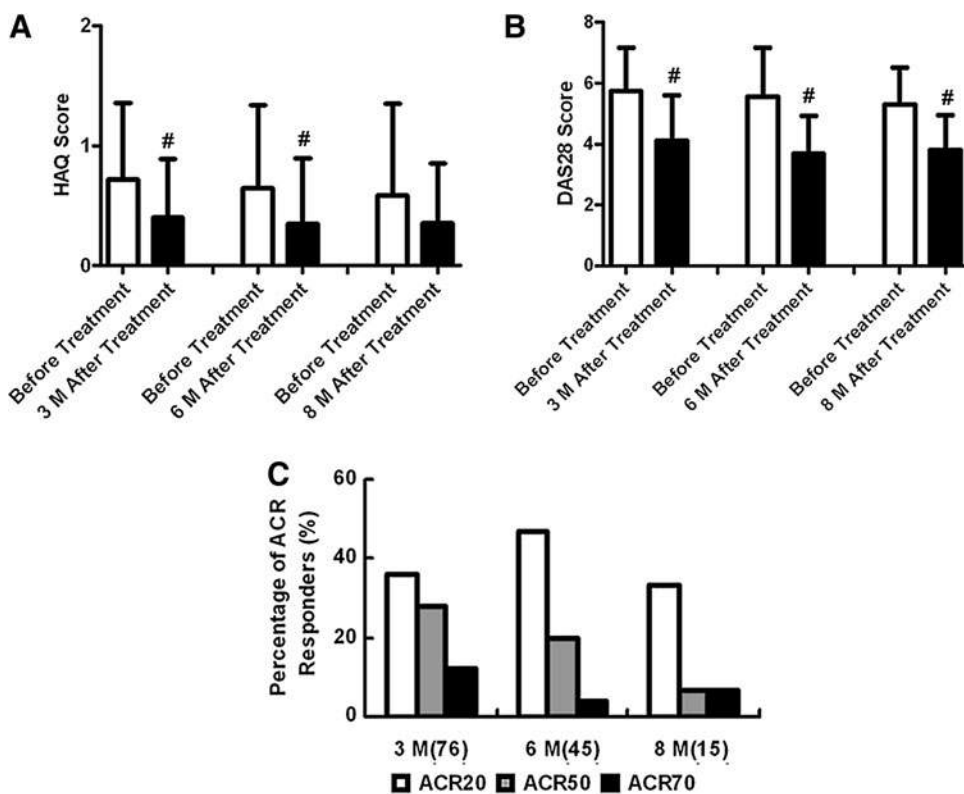 A
HAQ Score
2
1
0
#
#
Before Treatment
3 M After Treatment
Before Treatment
6 M After Treatment
Before Treatment
8 M After Treatment
B
DAS28 Score
8
6
4
2
0
#
#
#
Before Treatment
3 M After Treatment
Before Treatment
6 M After Treatment
Before Treatment
8 M After Treatment
C
Percentage of ACR
Responders (%)
60
40
20
0
3 M(76)
6 M(45)
8 M(15)
ACR20 ACR50 ACR70